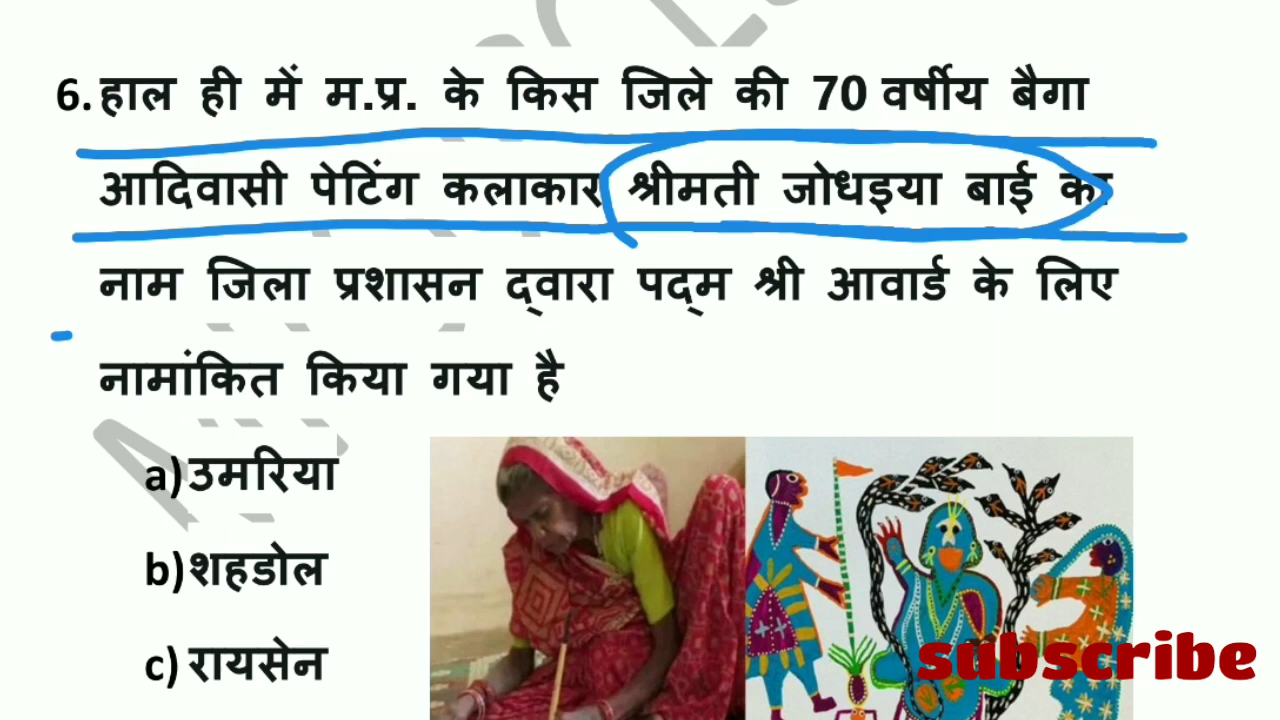 6. हाल ही में म.प्र. के किस जिले की 70 वर्षीय बैगा
आदिवासी पेटिंग कलाकार श्रीमती जोधइया बाई का
नाम जिला प्रशासन द्वारा पद्म श्री आवार्ड के लिए
नामांकित किया गया है
a) उमरिया
b) शहडोल
c) रायसेन
subscribe